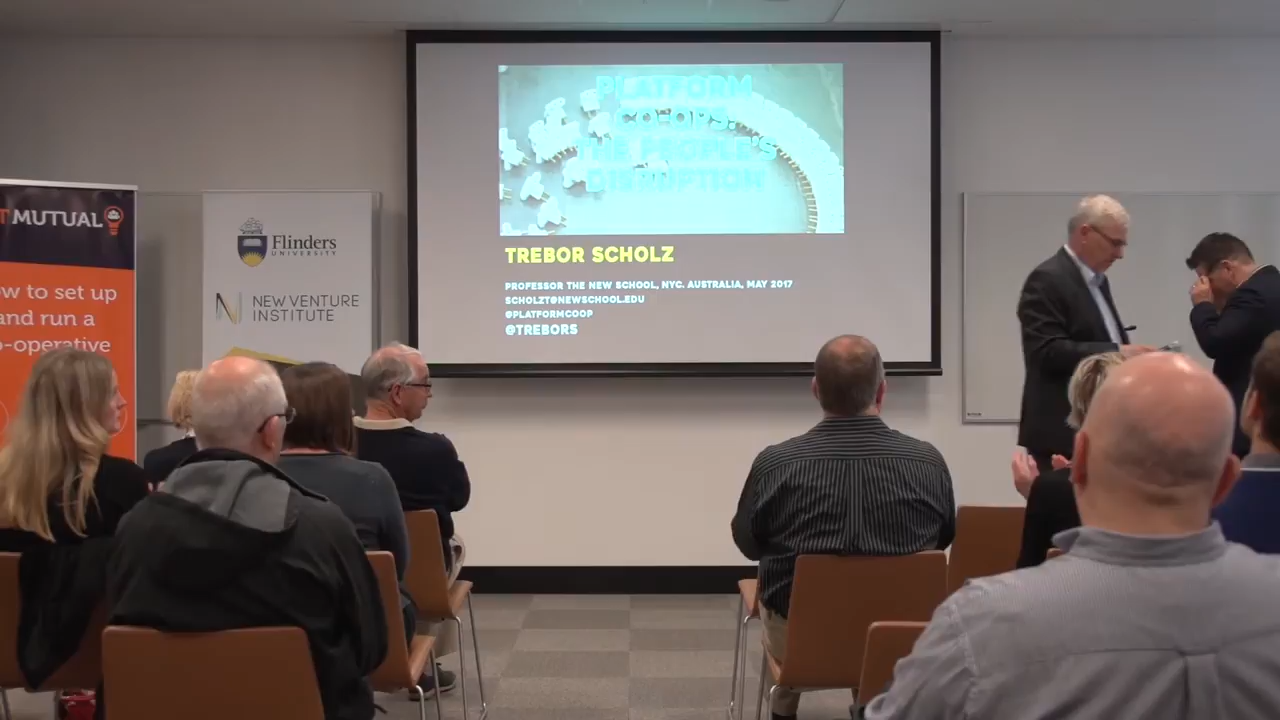 T MUTUAL
ow to set up
and run a
o-operative
Flinders
UNIVERSITY
NEW VENTURE
INSTITUTE
PLATFORM
CO-OPS:
THE PEOPLE'S
DISRUPTION
TREBOR SCHOLZ
PROFESSOR THE NEW SCHOOL, NYC. AUSTRALIA, MAY 2017
SCHOLZT@NEWSCHOOL.EDU
@PLATFORMCOOP
@TREBORS